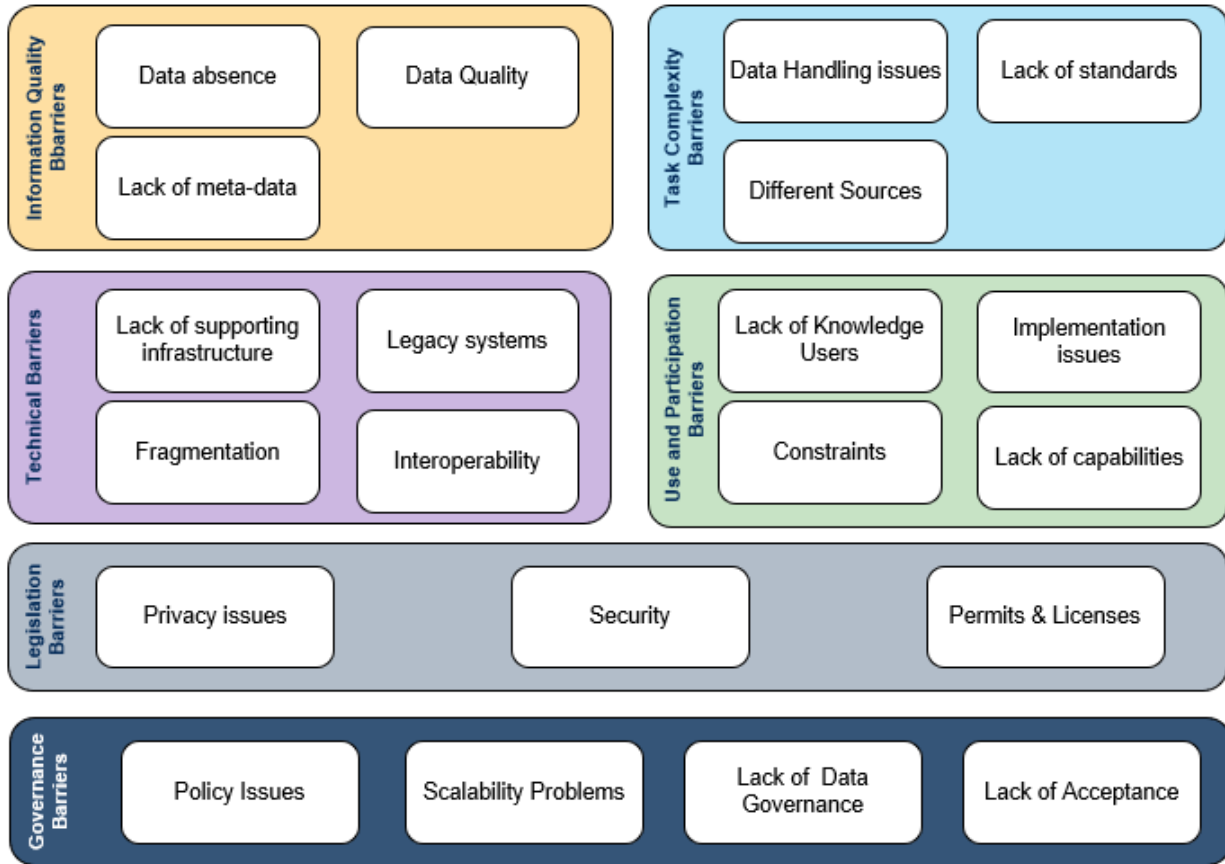 Information Quality
Bbarriers
Data absence
Data Quality
Lack of meta-data
Task Complexity
Barriers
Data Handling issues
Lack of standards
Different Sources
Technical Barriers
Lack of supporting
infrastructure
Legacy systems
Fragmentation
Interoperability
Use and Participation
Barriers
Lack of Knowledge
Users
Implementation
issues
Constraints
Lack of capabilities
Legislation
Barriers
Privacy issues
Security
Permits & Licenses
Governance
Barriers
Policy Issues
Scalability Problems
Lack of Data
Governance
Lack of Acceptance